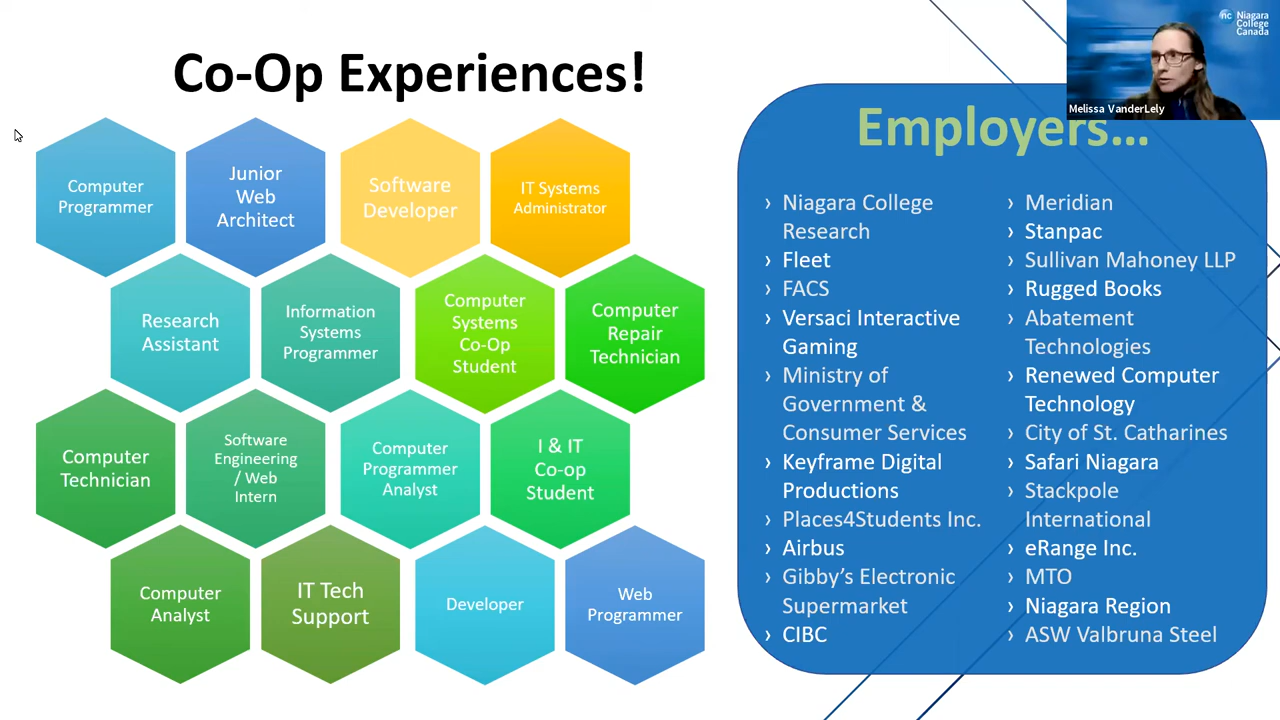 Co-Op Experiences!
Computer
Programmer
Junior
Web
Architect
Software
Developer
IT Systems
Administrator
Research
Assistant
Information
Systems
Programmer
Computer
Systems
Co-Op
Student
Computer
Repair
Technician
Computer
Technician
Software
Engineering
/ Web
Intern
Computer
Programmer
Analyst
I & IT
Co-op
Student
Computer
Analyst
IT Tech
Support
Developer
Web
Programmer
Employers...
› Niagara College
Research
› Fleet
› FACS
› Versaci Interactive
Gaming
› Ministry of
Government &
Consumer Services
› Keyframe Digital
Productions
› Places4Students Inc.
› Airbus
› Gibby's Electronic
Supermarket
› CIBC
› Meridian
› Stanpac
› Sullivan Mahoney LLP
› Rugged Books
› Abatement
Technologies
› Renewed Computer
Technology
› City of St. Catharines
› Safari Niagara
› Stackpole
International
› eRange Inc.
› MTO
› Niagara Region
› ASW Valbruna Steel
nc Niagara
College
Canada
Melissa VanderLely